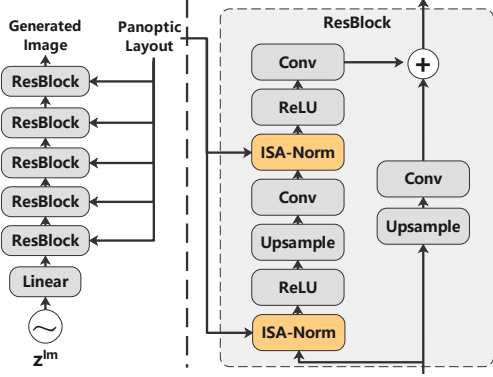 Generated
Image
Panoptic
Layout
ResBlock
ResBlock
ResBlock
ResBlock
ResBlock
Linear
z^Im
ResBlock
Conv
ReLU
ISA-Norm
Conv
Upsample
ReLU
ISA-Norm
+
Conv
Upsample